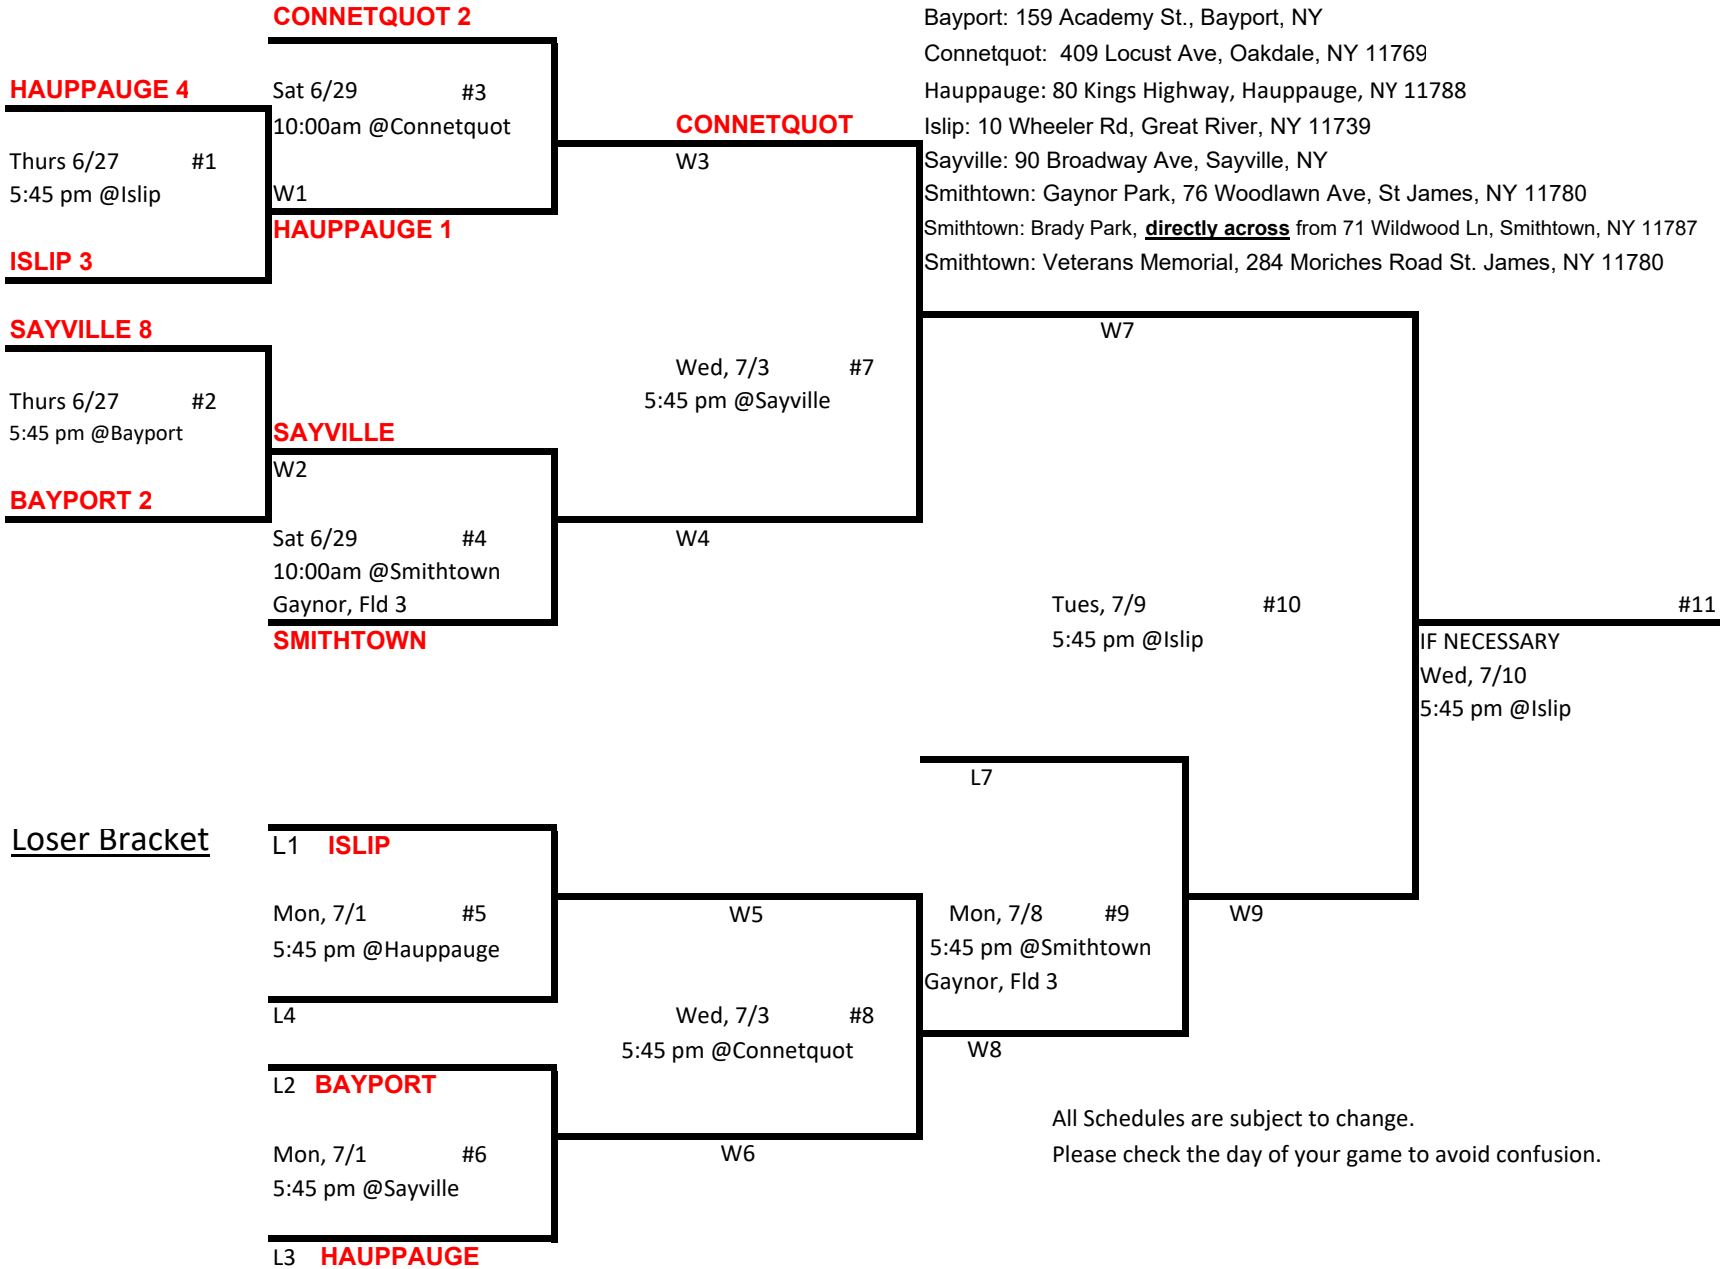 CONNETQUOT 2
Bayport: 159 Academy St., Bayport, NY
Connetquot:  409 Locust Ave, Oakdale, NY 11769
HAUPPAUGE 4
Sat 6/29 #3
Hauppauge: 80 Kings Highway, Hauppauge, NY 11788
10:00am @Connetquot
CONNETQUOT
Islip: 10 Wheeler Rd, Great River, NY 11739
Thurs 6/27 #1
W3
Sayville: 90 Broadway Ave, Sayville, NY
5:45 pm @Islip
W1
Smithtown: Gaynor Park, 76 Woodlawn Ave, St James, NY 11780
HAUPPAUGE 1
Smithtown: Brady Park, directly across from 71 Wildwood Ln, Smithtown, NY 11787
ISLIP 3
Smithtown: Veterans Memorial, 284 Moriches Road St. James, NY 11780
SAYVILLE 8
W7
Wed, 7/3 #7
Thurs 6/27 #2
5:45 pm @Sayville
5:45 pm @Bayport
SAYVILLE
W2
BAYPORT 2
Sat 6/29 #4
W4
10:00am @Smithtown
Gaynor, Fld 3
Tues, 7/9 #10
#11
SMITHTOWN
5:45 pm @Islip
IF NECESSARY
Wed, 7/10
5:45 pm @Islip
L7
Loser Bracket
L1 ISLIP
Mon, 7/1 #5
W5
Mon, 7/8 #9
W9
5:45 pm @Hauppauge
5:45 pm @Smithtown
Gaynor, Fld 3
L4
Wed, 7/3 #8
5:45 pm @Connetquot
W8
L2 BAYPORT
All Schedules are subject to change.
Mon, 7/1 #6
W6
Please check the day of your game to avoid confusion.
5:45 pm @Sayville
L3 HAUPPAUGE